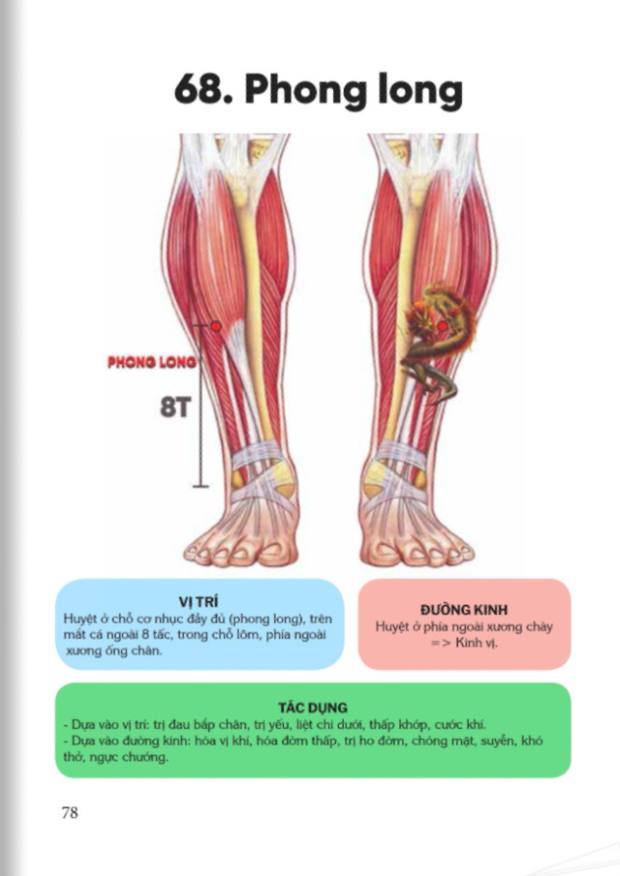 68. Phong long
PHONG LONG
8T
VỊ TRÍ
Huyệt ở chỗ cơ nhục đầy đủ (phong long), trên
mắt cá ngoài 8 tấc, trong chỗ lõm, phía ngoài
xương ống chân.
ĐƯỜNG KINH
Huyệt ở phía ngoài xương chày
=> Kinh vị.
TÁC DỤNG
- Dựa vào vị trí: trị đau bắp chân, trị yếu, liệt chi dưới, thấp khớp, cước khí.
- Dựa vào đường kinh: hòa vị khí, hóa đờm thấp, trị ho đờm, chóng mặt, suyễn, khó
thở, ngực chướng.
78